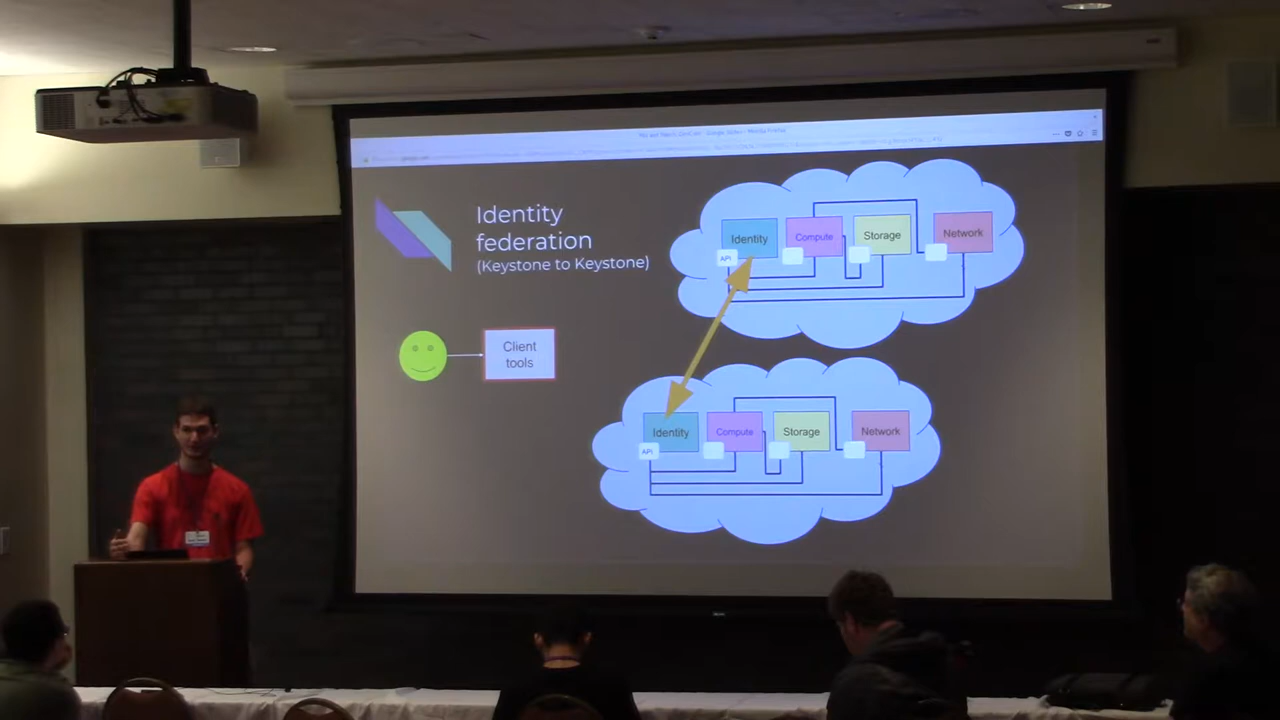 Identity
federation
(Keystone to Keystone)
Client
tools
Identity
Compute
Storage
Network
API
Identity
Compute
Storage
Network
API